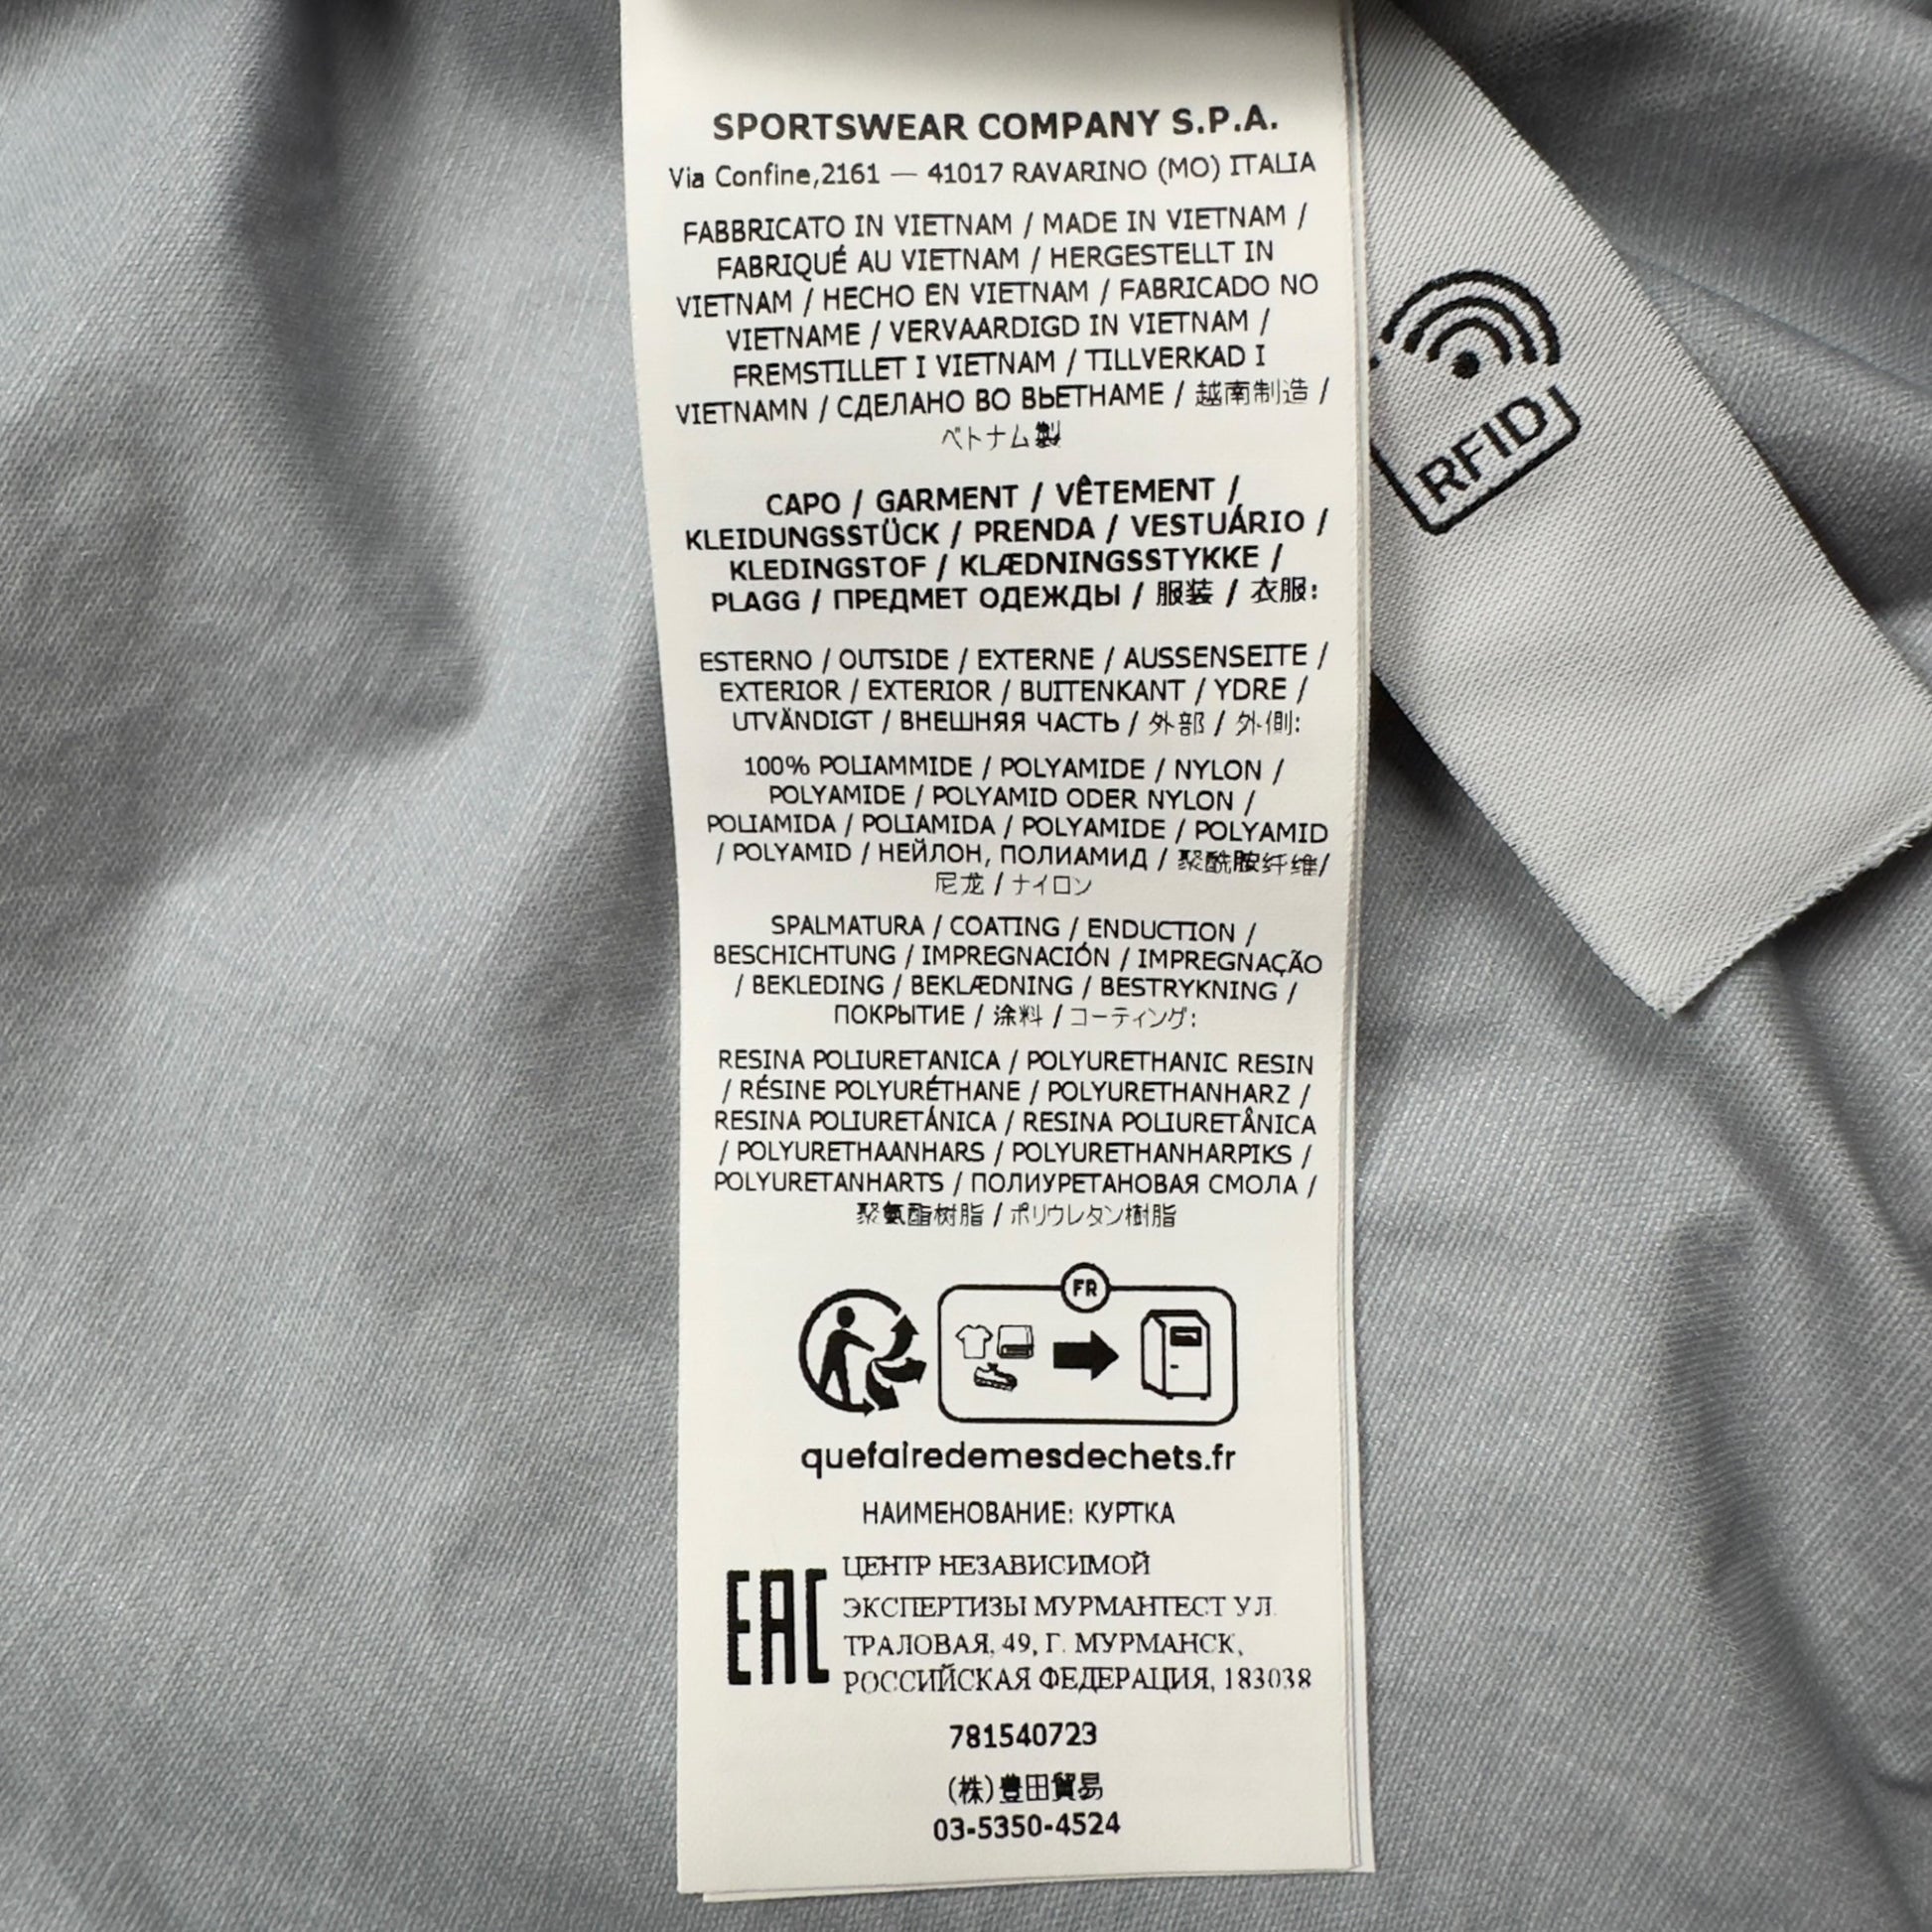 SPORTSWEAR COMPANY S.P.A.
Via Confine,2161 — 41017 RAVARINO (MO) ITALIA
FABBRICATO IN VIETNAM / MADE IN VIETNAM /
FABRIQUÉ AU VIETNAM / HERGESTELLT IN
VIETNAM / HECHO EN VIETNAM / FABRICADO NO
VIETNAME / VERVAARDIGD IN VIETNAM /
FREMSTILLET I VIETNAM / TILLVERKAD I
VIETNAMN / СДЕЛАНО ВО ВЬЕТНАМЕ / 越南制造 /
ベトナム製
CAPO / GARMENT / VÊTEMENT /
KLEIDUNGSSTÜCK / PRENDA / VESTUÁRIO /
KLEDINGSTOF / KLÆDNINGSSTYKKE /
PLAGG / ПРЕДМЕТ ОДЕЖДЫ / 服装 / 衣服:
ESTERNO / OUTSIDE / EXTERNE / AUSSENSEITE /
EXTERIOR / EXTERIOR / BUITENKANT / YDRE /
UTVÄNDIGT / ВНЕШНЯЯ ЧАСТЬ / 外部 / 外側:
100% POLIAMMIDE / POLYAMIDE / NYLON /
POLYAMIDE / POLYAMID ODER NYLON /
POLIAMIDA / POLIAMIDA / POLYAMIDE / POLYAMID
/ POLYAMID / НЕЙЛОН, ПОЛИАМИД / 聚酰胺纤维/
尼龙 / ナイロン
SPALMATURA / COATING / ENDUCTION /
BESCHICHTUNG / IMPREGNACIÓN / IMPREGNAÇÃO
/ BEKLEDING / BEKLÆDNING / BESTRYKNING /
ПОКРЫТИЕ / 涂料 / コーティング:
RESINA POLIURETANICA / POLYURETHANIC RESIN
/ RÉSINE POLYURÉTHANE / POLYURETHANHARZ /
RESINA POLIURETÁNICA / RESINA POLIURETÂNICA
/ POLYURETHAANHARS / POLYURETHANHARPIKS /
POLYURETANHARTS / ПОЛИУРЕТАНОВАЯ СМОЛА /
聚氨酯树脂 / ポリウレタン樹脂
FR
quefairedemesdechets.fr
НАИМЕНОВАНИЕ: КУРТКА
EAC
ЦЕНТР НЕЗАВИСИМОЙ
ЭКСПЕРТИЗЫ МУРМАНТЕСТ УЛ.
ТРАЛОВАЯ, 49, Г. МУРМАНСК,
РОССИЙСКАЯ ФЕДЕРАЦИЯ, 183038
781540723
(株)豊田貿易
03-5350-4524
RFID